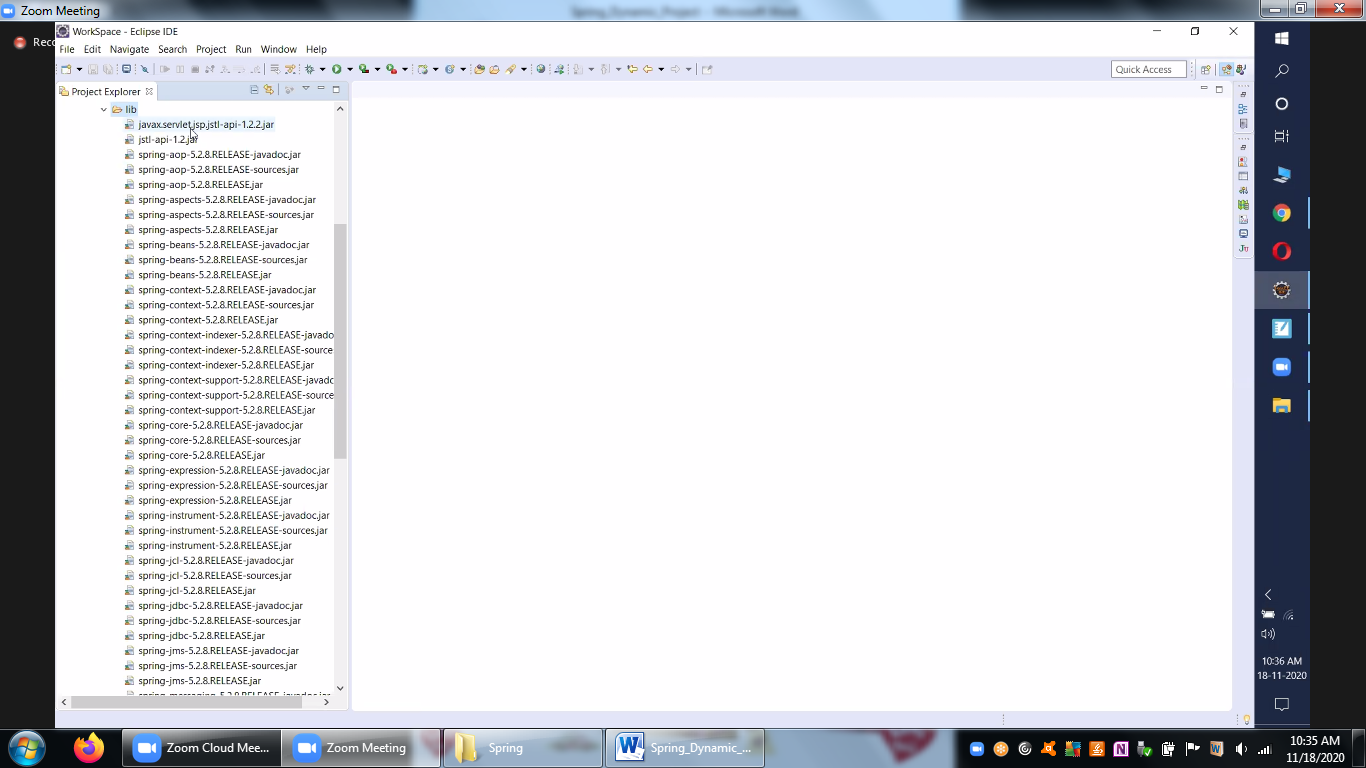 Zoom Meeting
Spring_Dynamic_Project - Microsoft Word
WorkSpace - Eclipse IDE
File Edit Navigate Search Project Run Window Help
Quick Access
Project Explorer
lib
javax.servlet.jsp.jstl-api-1.2.2.jar
jstl-api-1.2.jar
spring-aop-5.2.8.RELEASE-javadoc.jar
spring-aop-5.2.8.RELEASE-sources.jar
spring-aop-5.2.8.RELEASE.jar
spring-aspects-5.2.8.RELEASE-javadoc.jar
spring-aspects-5.2.8.RELEASE-sources.jar
spring-aspects-5.2.8.RELEASE.jar
spring-beans-5.2.8.RELEASE-javadoc.jar
spring-beans-5.2.8.RELEASE-sources.jar
spring-beans-5.2.8.RELEASE.jar
spring-context-5.2.8.RELEASE-javadoc.jar
spring-context-5.2.8.RELEASE-sources.jar
spring-context-5.2.8.RELEASE.jar
spring-context-indexer-5.2.8.RELEASE-javado
spring-context-indexer-5.2.8.RELEASE-source
spring-context-indexer-5.2.8.RELEASE.jar
spring-context-support-5.2.8.RELEASE-javadc
spring-context-support-5.2.8.RELEASE-source
spring-context-support-5.2.8.RELEASE.jar
spring-core-5.2.8.RELEASE-javadoc.jar
spring-core-5.2.8.RELEASE-sources.jar
spring-core-5.2.8.RELEASE.jar
spring-expression-5.2.8.RELEASE-javadoc.jar
spring-expression-5.2.8.RELEASE-sources.jar
spring-expression-5.2.8.RELEASE.jar
spring-instrument-5.2.8.RELEASE-javadoc.jar
spring-instrument-5.2.8.RELEASE-sources.jar
spring-instrument-5.2.8.RELEASE.jar
spring-jcl-5.2.8.RELEASE-javadoc.jar
spring-jcl-5.2.8.RELEASE-sources.jar
spring-jcl-5.2.8.RELEASE.jar
spring-jdbc-5.2.8.RELEASE-javadoc.jar
spring-jdbc-5.2.8.RELEASE-sources.jar
spring-jdbc-5.2.8.RELEASE.jar
spring-jms-5.2.8.RELEASE-javadoc.jar
spring-jms-5.2.8.RELEASE-sources.jar
spring-jms-5.2.8.RELEASE.jar
Reco
10:36 AM
18-11-2020
Zoom Cloud Mee...
Zoom Meeting
Spring
Spring_Dynamic_...
10:35 AM
11/18/2020